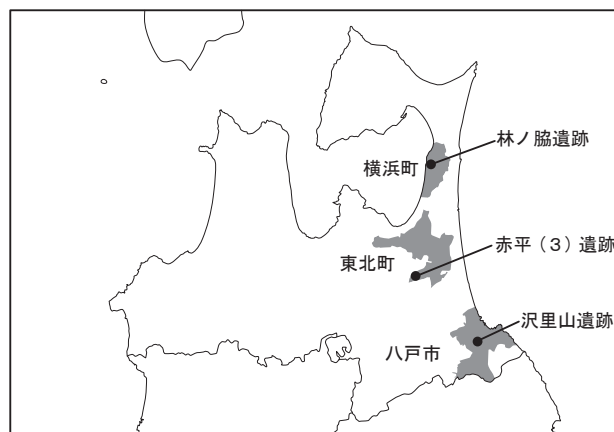 林ノ脇遺跡
横浜町
赤平（３）遺跡
東北町
沢里山遺跡
八戸市